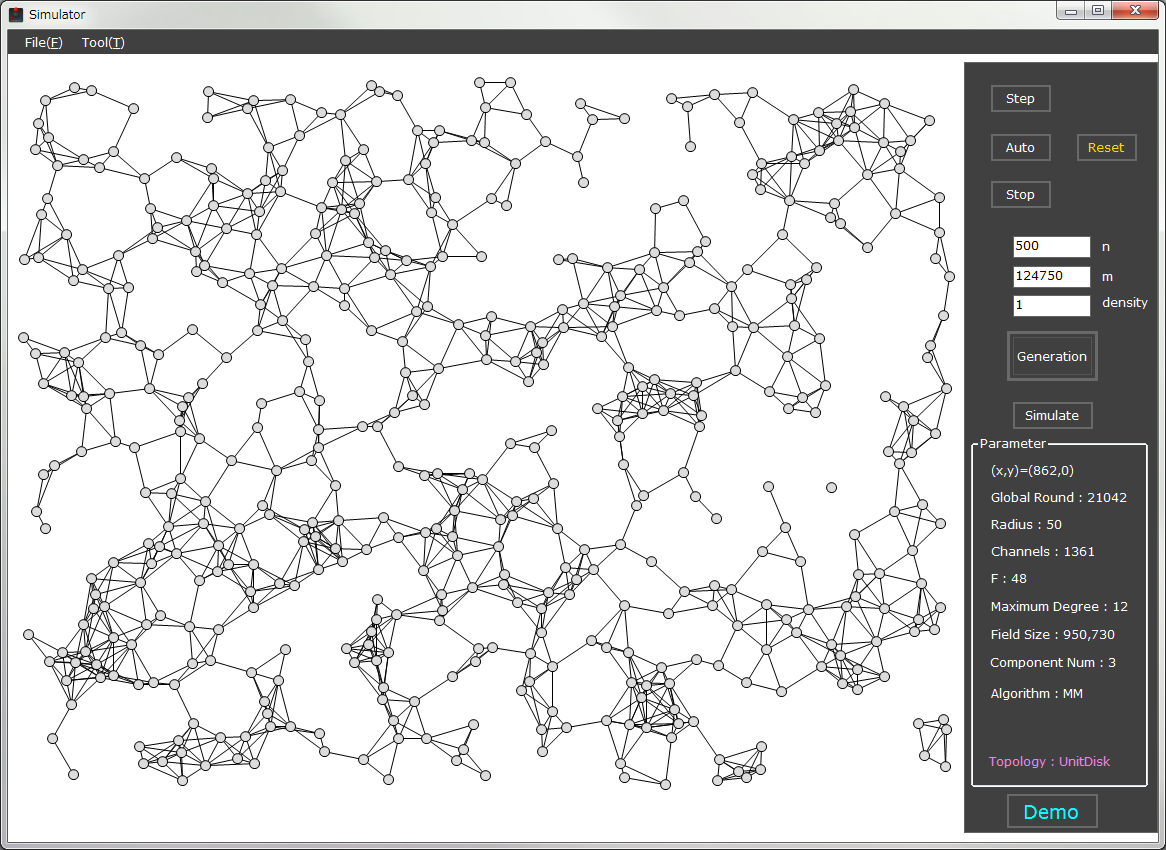 Simulator
File(F) Tool(T)
Step
Auto Reset
Stop
500 n
124750 m
1 density
Generation
Simulate
Parameter
(x,y)=(862,0)
Global Round : 21042
Radius : 50
Channels : 1361
F : 48
Maximum Degree : 12
Field Size : 950,730
Component Num : 3
Algorithm : MM
Topology : UnitDisk
Demo